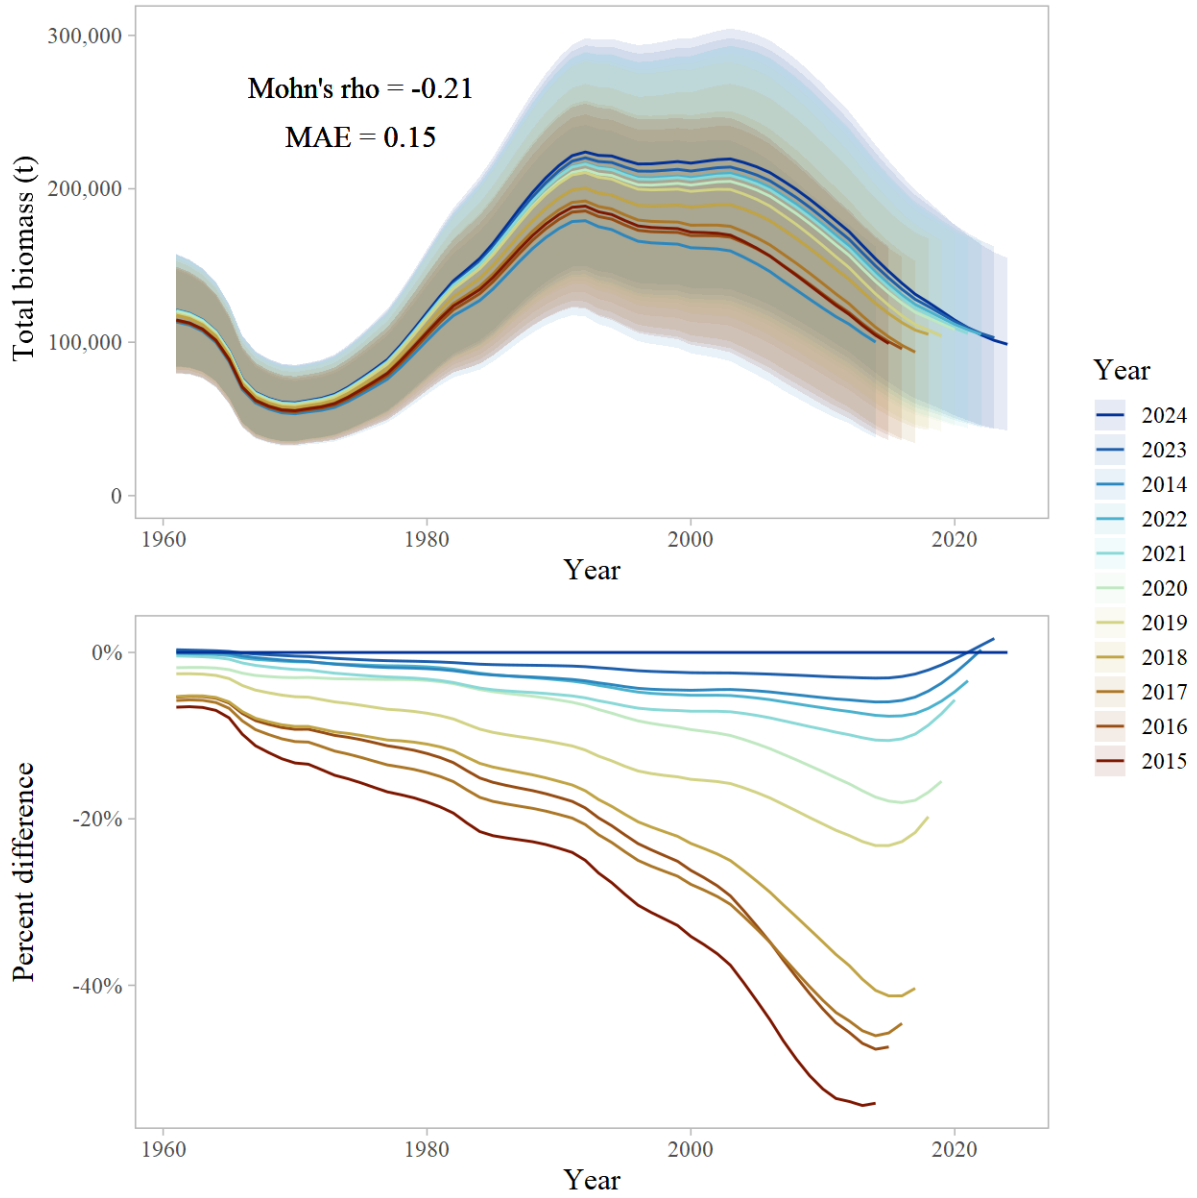 300,000
200,000
100,000
0
Total biomass (t)
Mohn's rho = -0.21
MAE = 0.15
1960 1980 2000 2020
Year
0%
-20%
-40%
Percent difference
1960 1980 2000 2020
Year
Year
2024
2023
2014
2022
2021
2020
2019
2018
2017
2016
2015